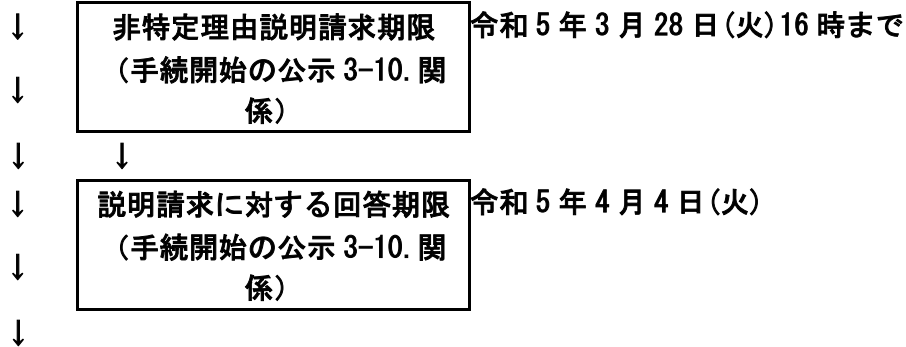 ↓
非特定理由説明請求期限 令和5年3月28日(火)16時まで
(手続開始の公示3-10.関
↓
係)
↓ ↓
↓
説明請求に対する回答期限 令和5年4月4日(火)
(手続開始の公示3-10.関
↓
係)
↓